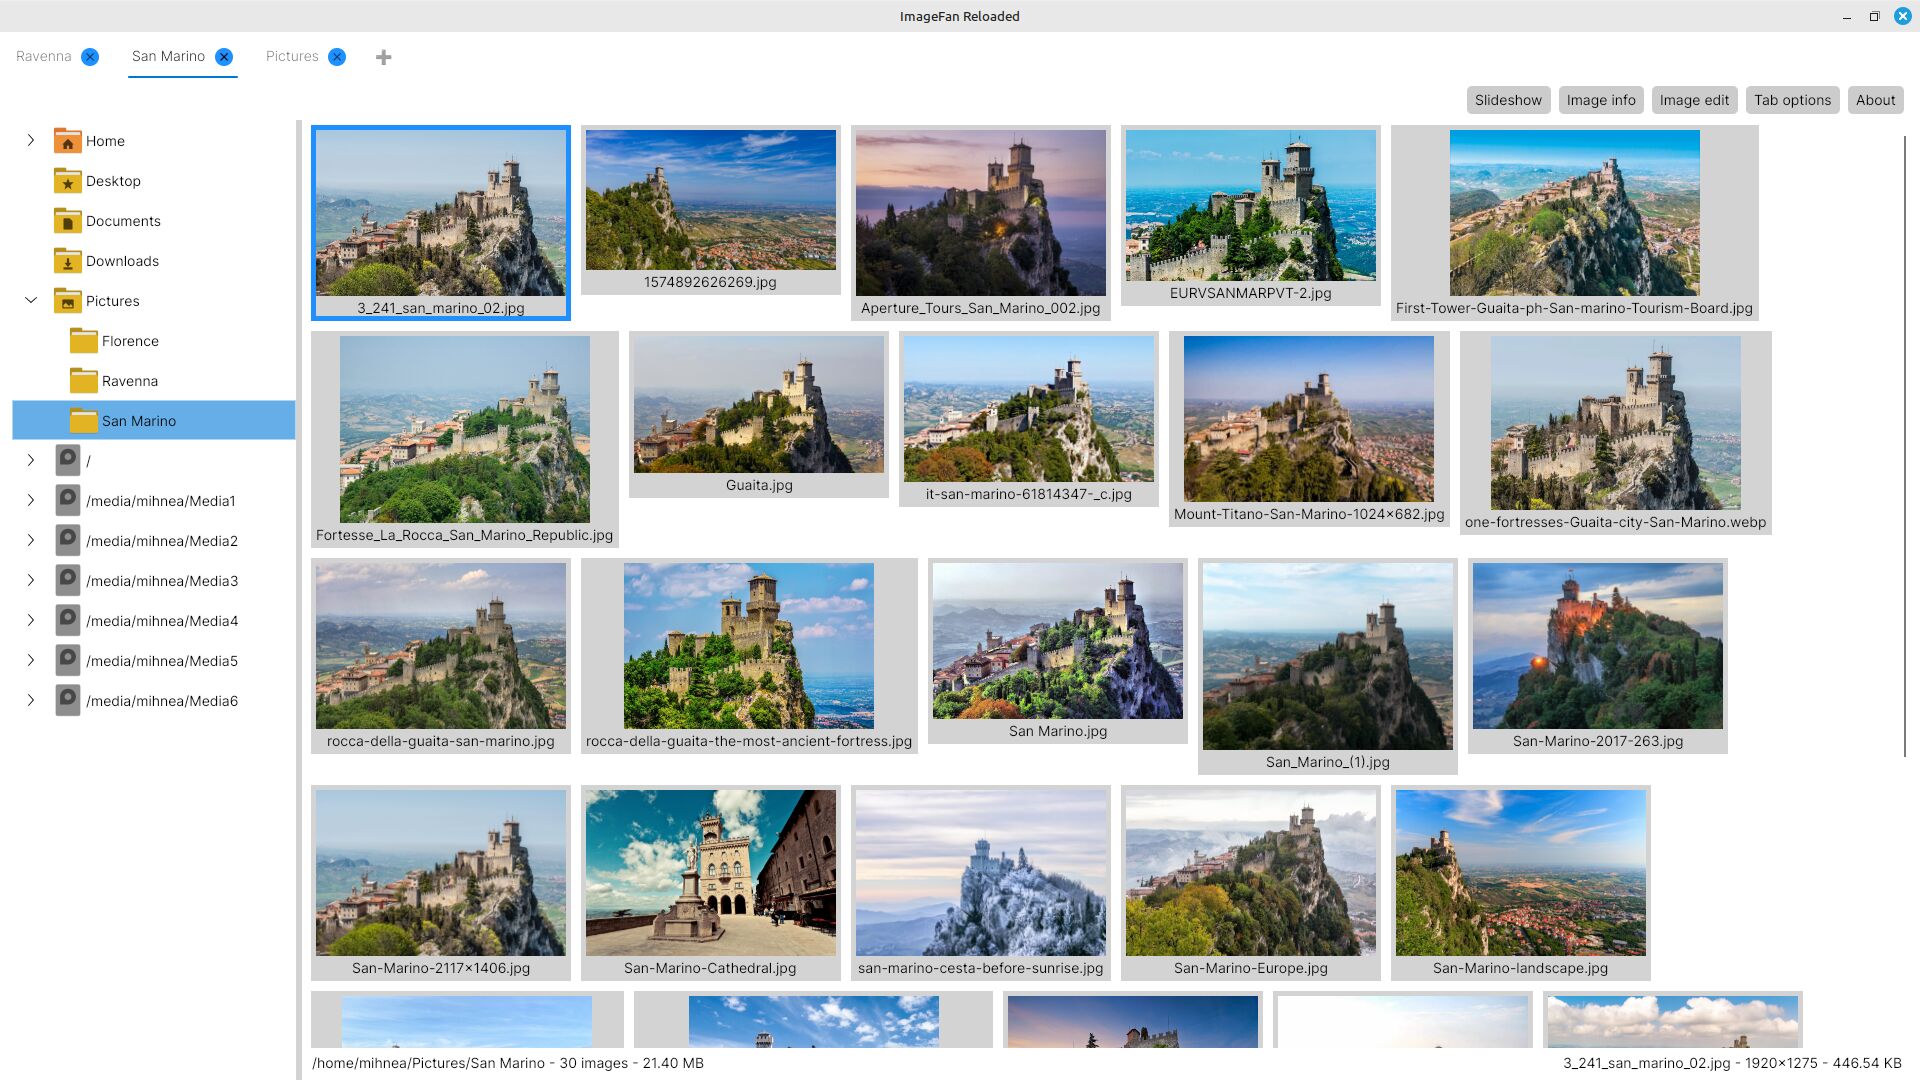 ImageFan Reloaded
Ravenna
San Marino
Pictures
Slideshow
Image info
Image edit
Tab options
About
Home
Desktop
Documents
Downloads
Pictures
Florence
Ravenna
San Marino
/
/media/mihnea/Media1
/media/mihnea/Media2
/media/mihnea/Media3
/media/mihnea/Media4
/media/mihnea/Media5
/media/mihnea/Media6
3_241_san_marino_02.jpg
1574892626269.jpg
Aperture_Tours_San_Marino_002.jpg
EURVSANMARPVT-2.jpg
First-Tower-Guaita-ph-San-marino-Tourism-Board.jpg
Fortesse_La_Rocca_San_Marino_Republic.jpg
Guaita.jpg
it-san-marino-61814347-_c.jpg
Mount-Titano-San-Marino-1024×682.jpg
one-fortresses-Guaita-city-San-Marino.webp
rocca-della-guaita-san-marino.jpg
rocca-della-guaita-the-most-ancient-fortress.jpg
San Marino.jpg
San_Marino_(1).jpg
San-Marino-2017-263.jpg
San-Marino-2117×1406.jpg
San-Marino-Cathedral.jpg
san-marino-cesta-before-sunrise.jpg
San-Marino-Europe.jpg
San-Marino-landscape.jpg
/home/mihnea/Pictures/San Marino - 30 images - 21.40 MB
3_241_san_marino_02.jpg - 1920×1275 - 446.54 KB